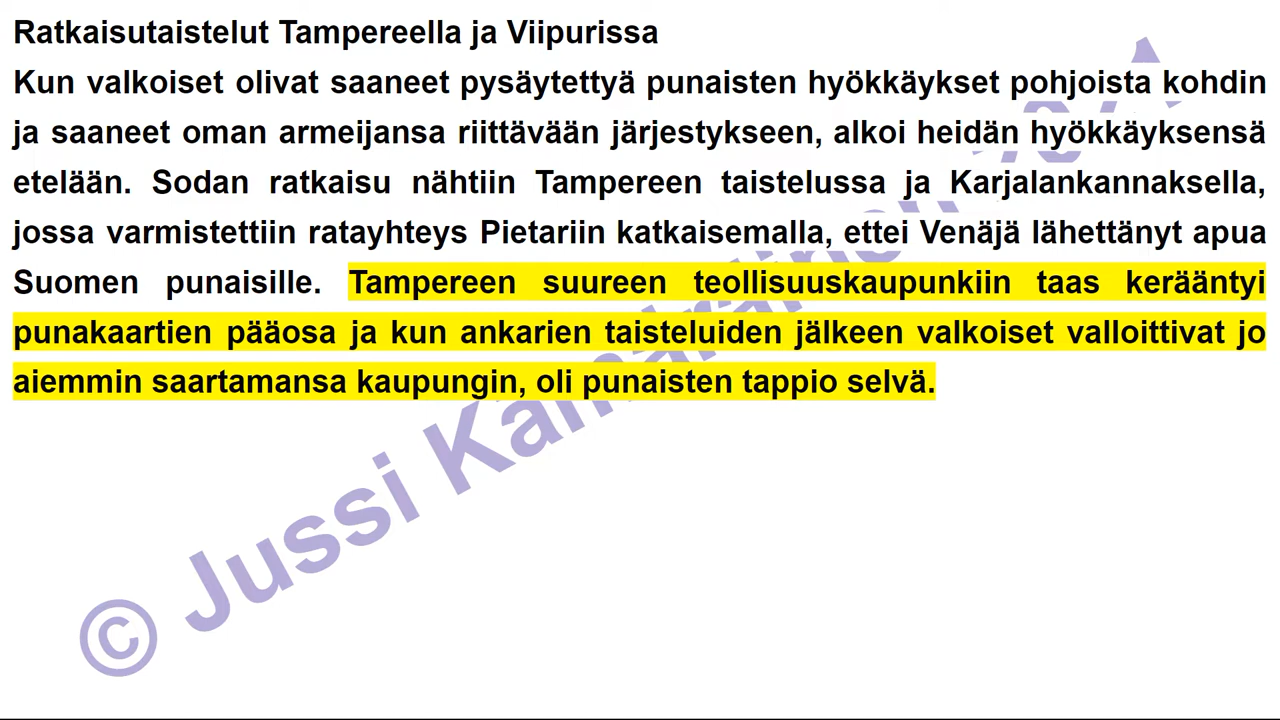 Ratkaisutaistelut Tampereella ja Viipurissa
Kun valkoiset olivat saaneet pysäytettyä punaisten hyökkäykset pohjoista kohdin
ja saaneet oman armeijansa riittävään järjestykseen, alkoi heidän hyökkäyksensä
etelään. Sodan ratkaisu nähtiin Tampereen taistelussa ja Karjalankannaksella,
jossa varmistettiin ratayhteys Pietariin katkaisemalla, ettei Venäjä lähettänyt apua
Suomen punaisille. Tampereen suureen teollisuuskaupunkiin taas kerääntyi
punakaartien pääosa ja kun ankarien taisteluiden jälkeen valkoiset valloittivat jo
aiemmin saartamansa kaupungin, oli punaisten tappio selvä.
© Jussi